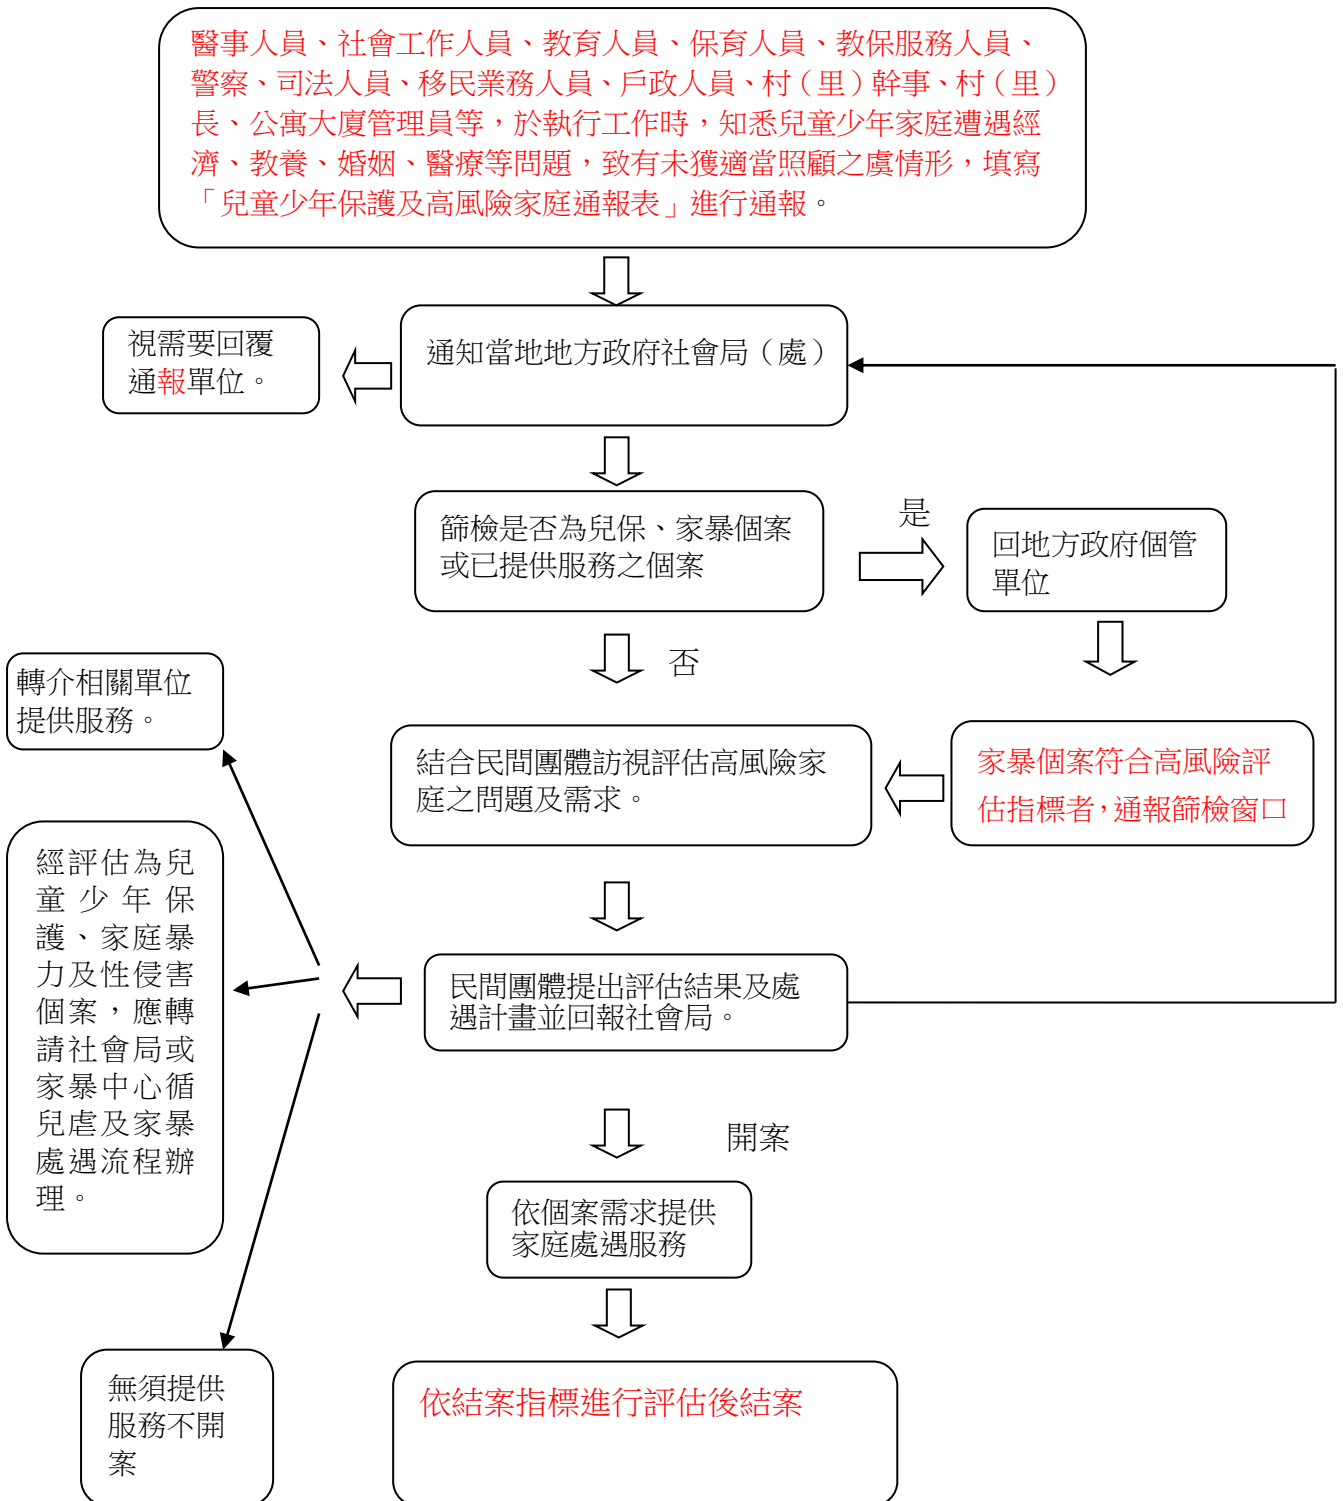 醫事人員、社會工作人員、教育人員、保育人員、教保服務人員、
警察、司法人員、移民業務人員、戶政人員、村（里）幹事、村（里）
長、公寓大廈管理員等，於執行工作時，知悉兒童少年家庭遭遇經
濟、教養、婚姻、醫療等問題，致有未獲適當照顧之虞情形，填寫
「兒童少年保護及高風險家庭通報表」進行通報。
視需要回覆
通報單位。
通知當地地方政府社會局（處）
篩檢是否為兒保、家暴個案
或已提供服務之個案
是
回地方政府個管
單位
否
轉介相關單位
提供服務。
結合民間團體訪視評估高風險家
庭之問題及需求。
家暴個案符合高風險評
估指標者，通報篩檢窗口
經評估為兒
童少年保
護、家庭暴
力及性侵害
個案，應轉
請社會局或
家暴中心循
兒虐及家暴
處遇流程辦
理。
民間團體提出評估結果及處
遇計畫並回報社會局。
開案
依個案需求提供
家庭處遇服務
無須提供
服務不開
案
依結案指標進行評估後結案